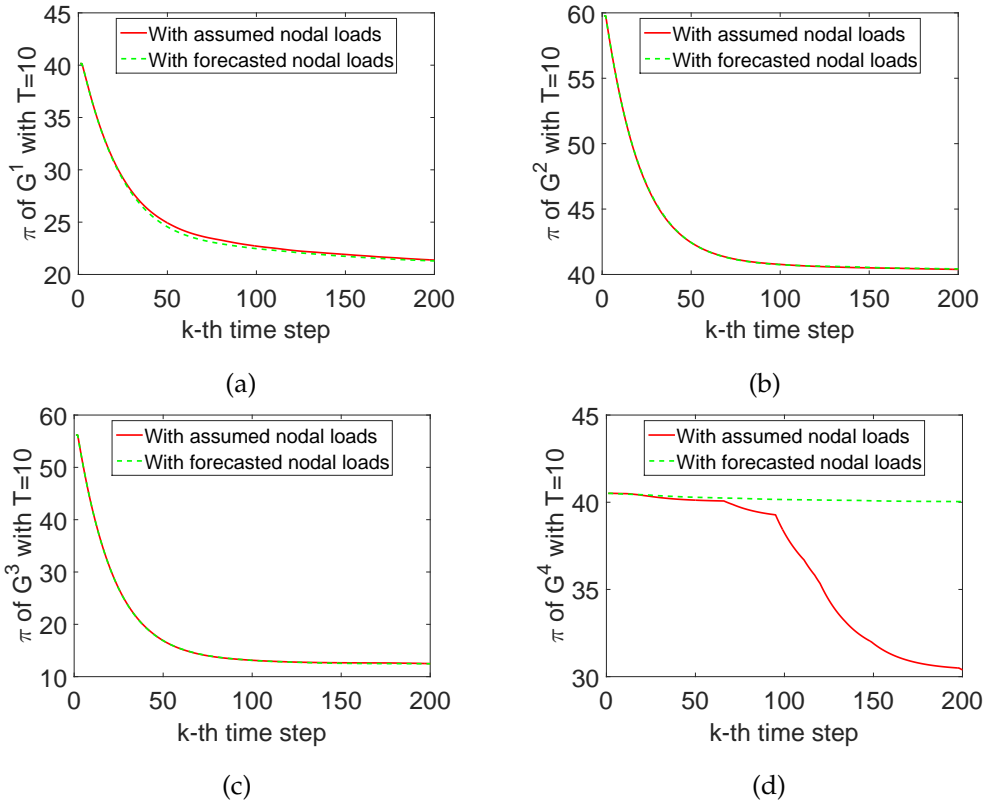 45
40
35
30
25
20
π of G^1 with T=10
With assumed nodal loads
With forecasted nodal loads
0 50 100 150 200
k-th time step
(a)
60
55
50
45
40
π of G^2 with T=10
With assumed nodal loads
With forecasted nodal loads
0 50 100 150 200
k-th time step
(b)
60
50
40
30
20
10
π of G^3 with T=10
With assumed nodal loads
With forecasted nodal loads
0 50 100 150 200
k-th time step
(c)
45
40
35
30
π of G^4 with T=10
With assumed nodal loads
With forecasted nodal loads
0 50 100 150 200
k-th time step
(d)